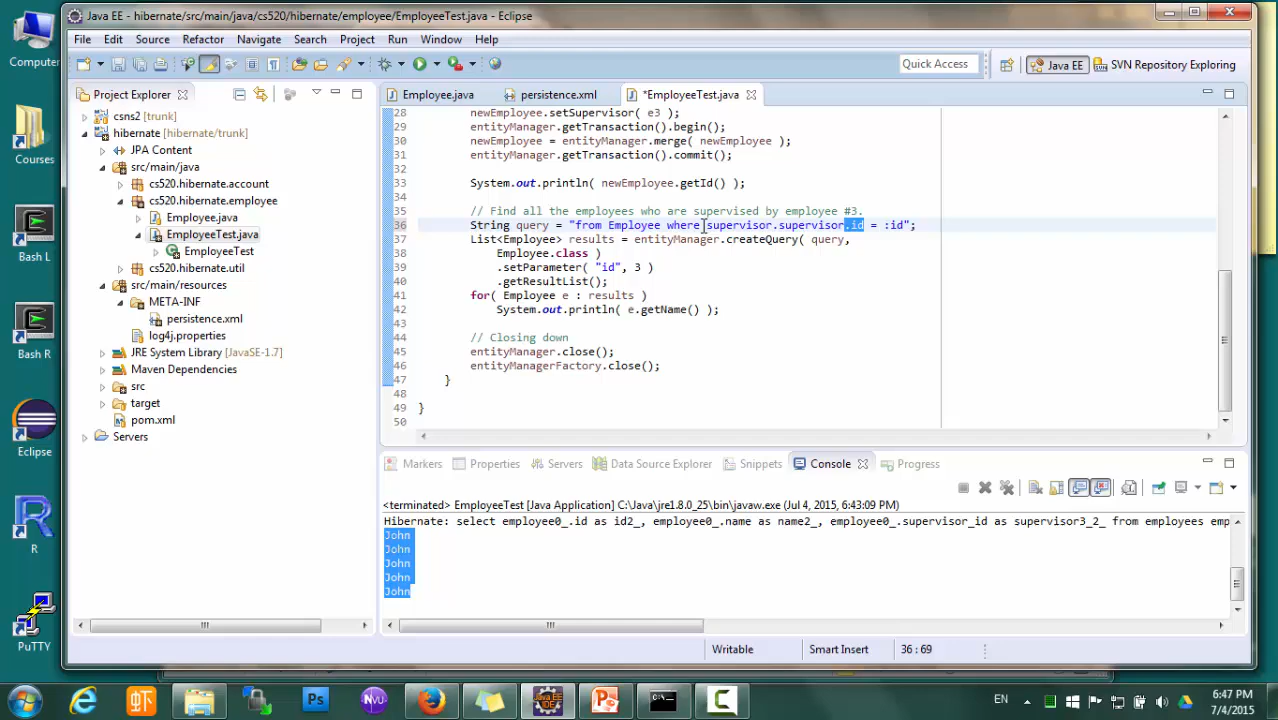 Java EE - hibernate/src/main/java/cs520/hibernate/employee/EmployeeTest.java - Eclipse
File Edit Source Refactor Navigate Search Project Run Window Help
Quick Access
Java EE
SVN Repository Exploring
Project Explorer
csns2 [trunk]
hibernate [hibernate/trunk]
JPA Content
src/main/java
cs520.hibernate.account
cs520.hibernate.employee
Employee.java
EmployeeTest.java
EmployeeTest
cs520.hibernate.util
src/main/resources
META-INF
persistence.xml
log4j.properties
JRE System Library [JavaSE-1.7]
Maven Dependencies
src
target
pom.xml
Servers
Employee.java
persistence.xml
*EmployeeTest.java
28 newEmployee.setSupervisor( e3 );
29 entityManager.getTransaction().begin();
30 newEmployee = entityManager.merge( newEmployee );
31 entityManager.getTransaction().commit();
32
33 System.out.println( newEmployee.getId() );
34
35 // Find all the employees who are supervised by employee #3.
36 String query = "from Employee where supervisor.supervisor.id = :id";
37 List<Employee> results = entityManager.createQuery( query,
38 Employee.class )
39 .setParameter( "id", 3 )
40 .getResultList();
41 for( Employee e : results )
42 System.out.println( e.getName() );
43
44 // Closing down
45 entityManager.close();
46 entityManagerFactory.close();
47 }
48
49 }
50
Markers Properties Servers Data Source Explorer Snippets Console Progress
<terminated> EmployeeTest [Java Application] C:\Java\jre1.8.0_25\bin\javaw.exe (Jul 4, 2015, 6:43:09 PM)
Hibernate: select employee0_.id as id2_, employee0_.name as name2_, employee0_.supervisor_id as supervisor3_2_ from employees emp
John
John
John
John
John
Writable
Smart Insert
36 : 69
Computer
Courses
Bash L
Bash R
Eclipse
R
PuTTY
虾
Ps
EN
6:47 PM
7/4/2015